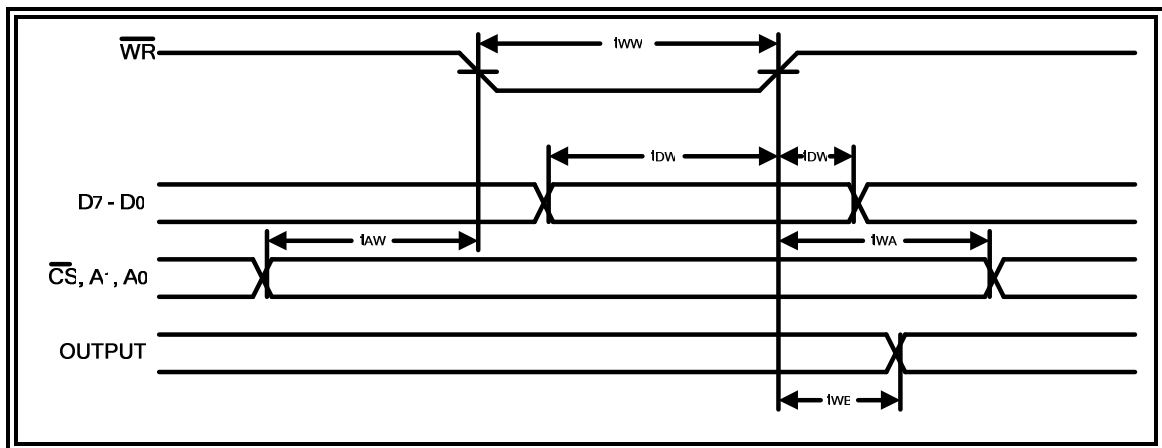 WR
tWW
tDW
tDW
D7 - D0
tAW
tWA
CS, A1, A0
OUTPUT
tWE